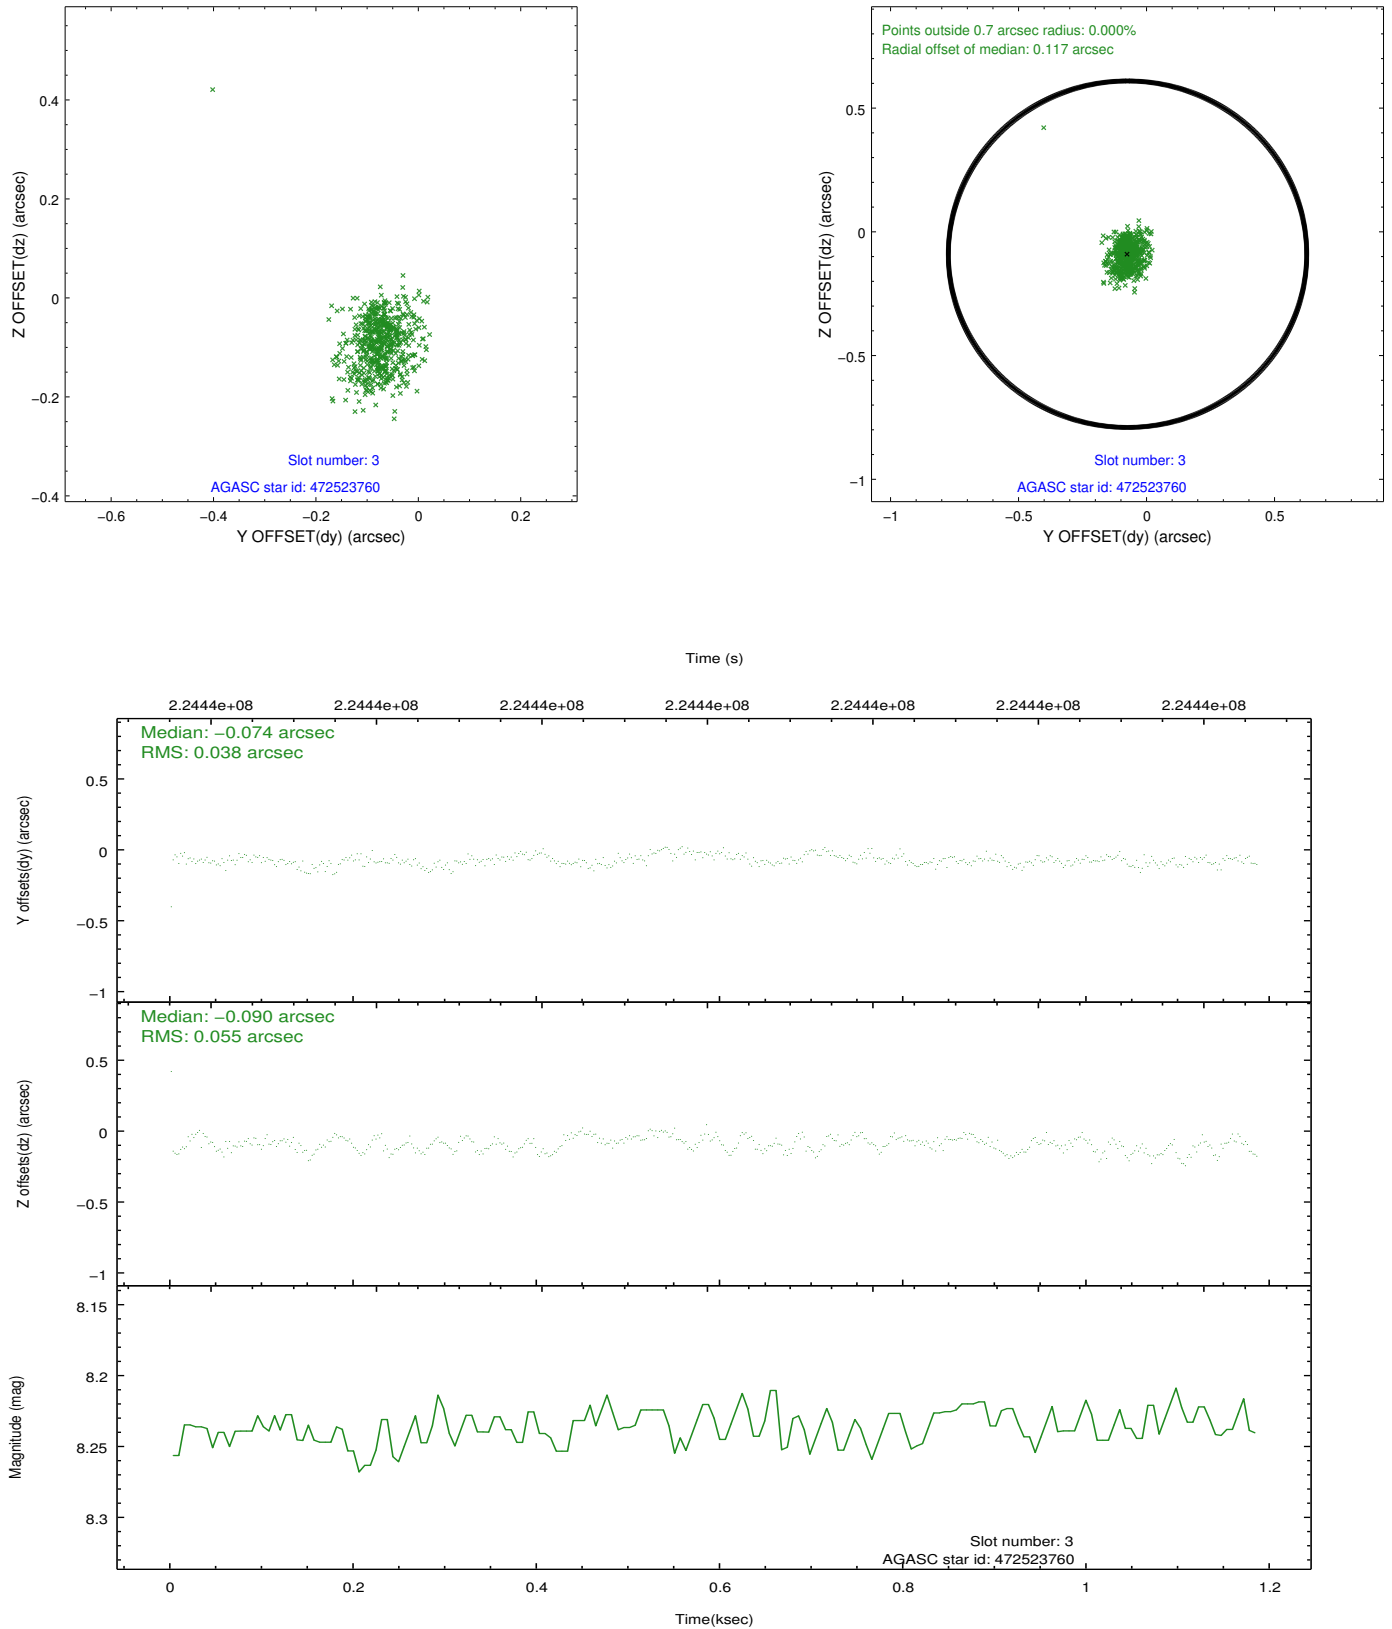 Z OFFSET(dz) (arcsec)
0.4
0.2
0
−0.2
−0.4
Slot number: 3
AGASC star id: 472523760
−0.6
−0.4
−0.2
0
0.2
Y OFFSET(dy) (arcsec)
Points outside 0.7 arcsec radius: 0.000%
Radial offset of median: 0.117 arcsec
Z OFFSET(dz) (arcsec)
0.5
0
−0.5
−1
Slot number: 3
AGASC star id: 472523760
−1
−0.5
0
0.5
Y OFFSET(dy) (arcsec)
Time (s)
2.2444e+08
2.2444e+08
2.2444e+08
2.2444e+08
2.2444e+08
2.2444e+08
2.2444e+08
Median: −0.074 arcsec
RMS: 0.038 arcsec
Y offsets(dy) (arcsec)
0.5
0
−0.5
−1
Median: −0.090 arcsec
RMS: 0.055 arcsec
Z offsets(dz) (arcsec)
0.5
0
−0.5
−1
Magnitude (mag)
8.15
8.2
8.25
8.3
Slot number: 3
AGASC star id: 472523760
0
0.2
0.4
0.6
0.8
1
1.2
Time(ksec)